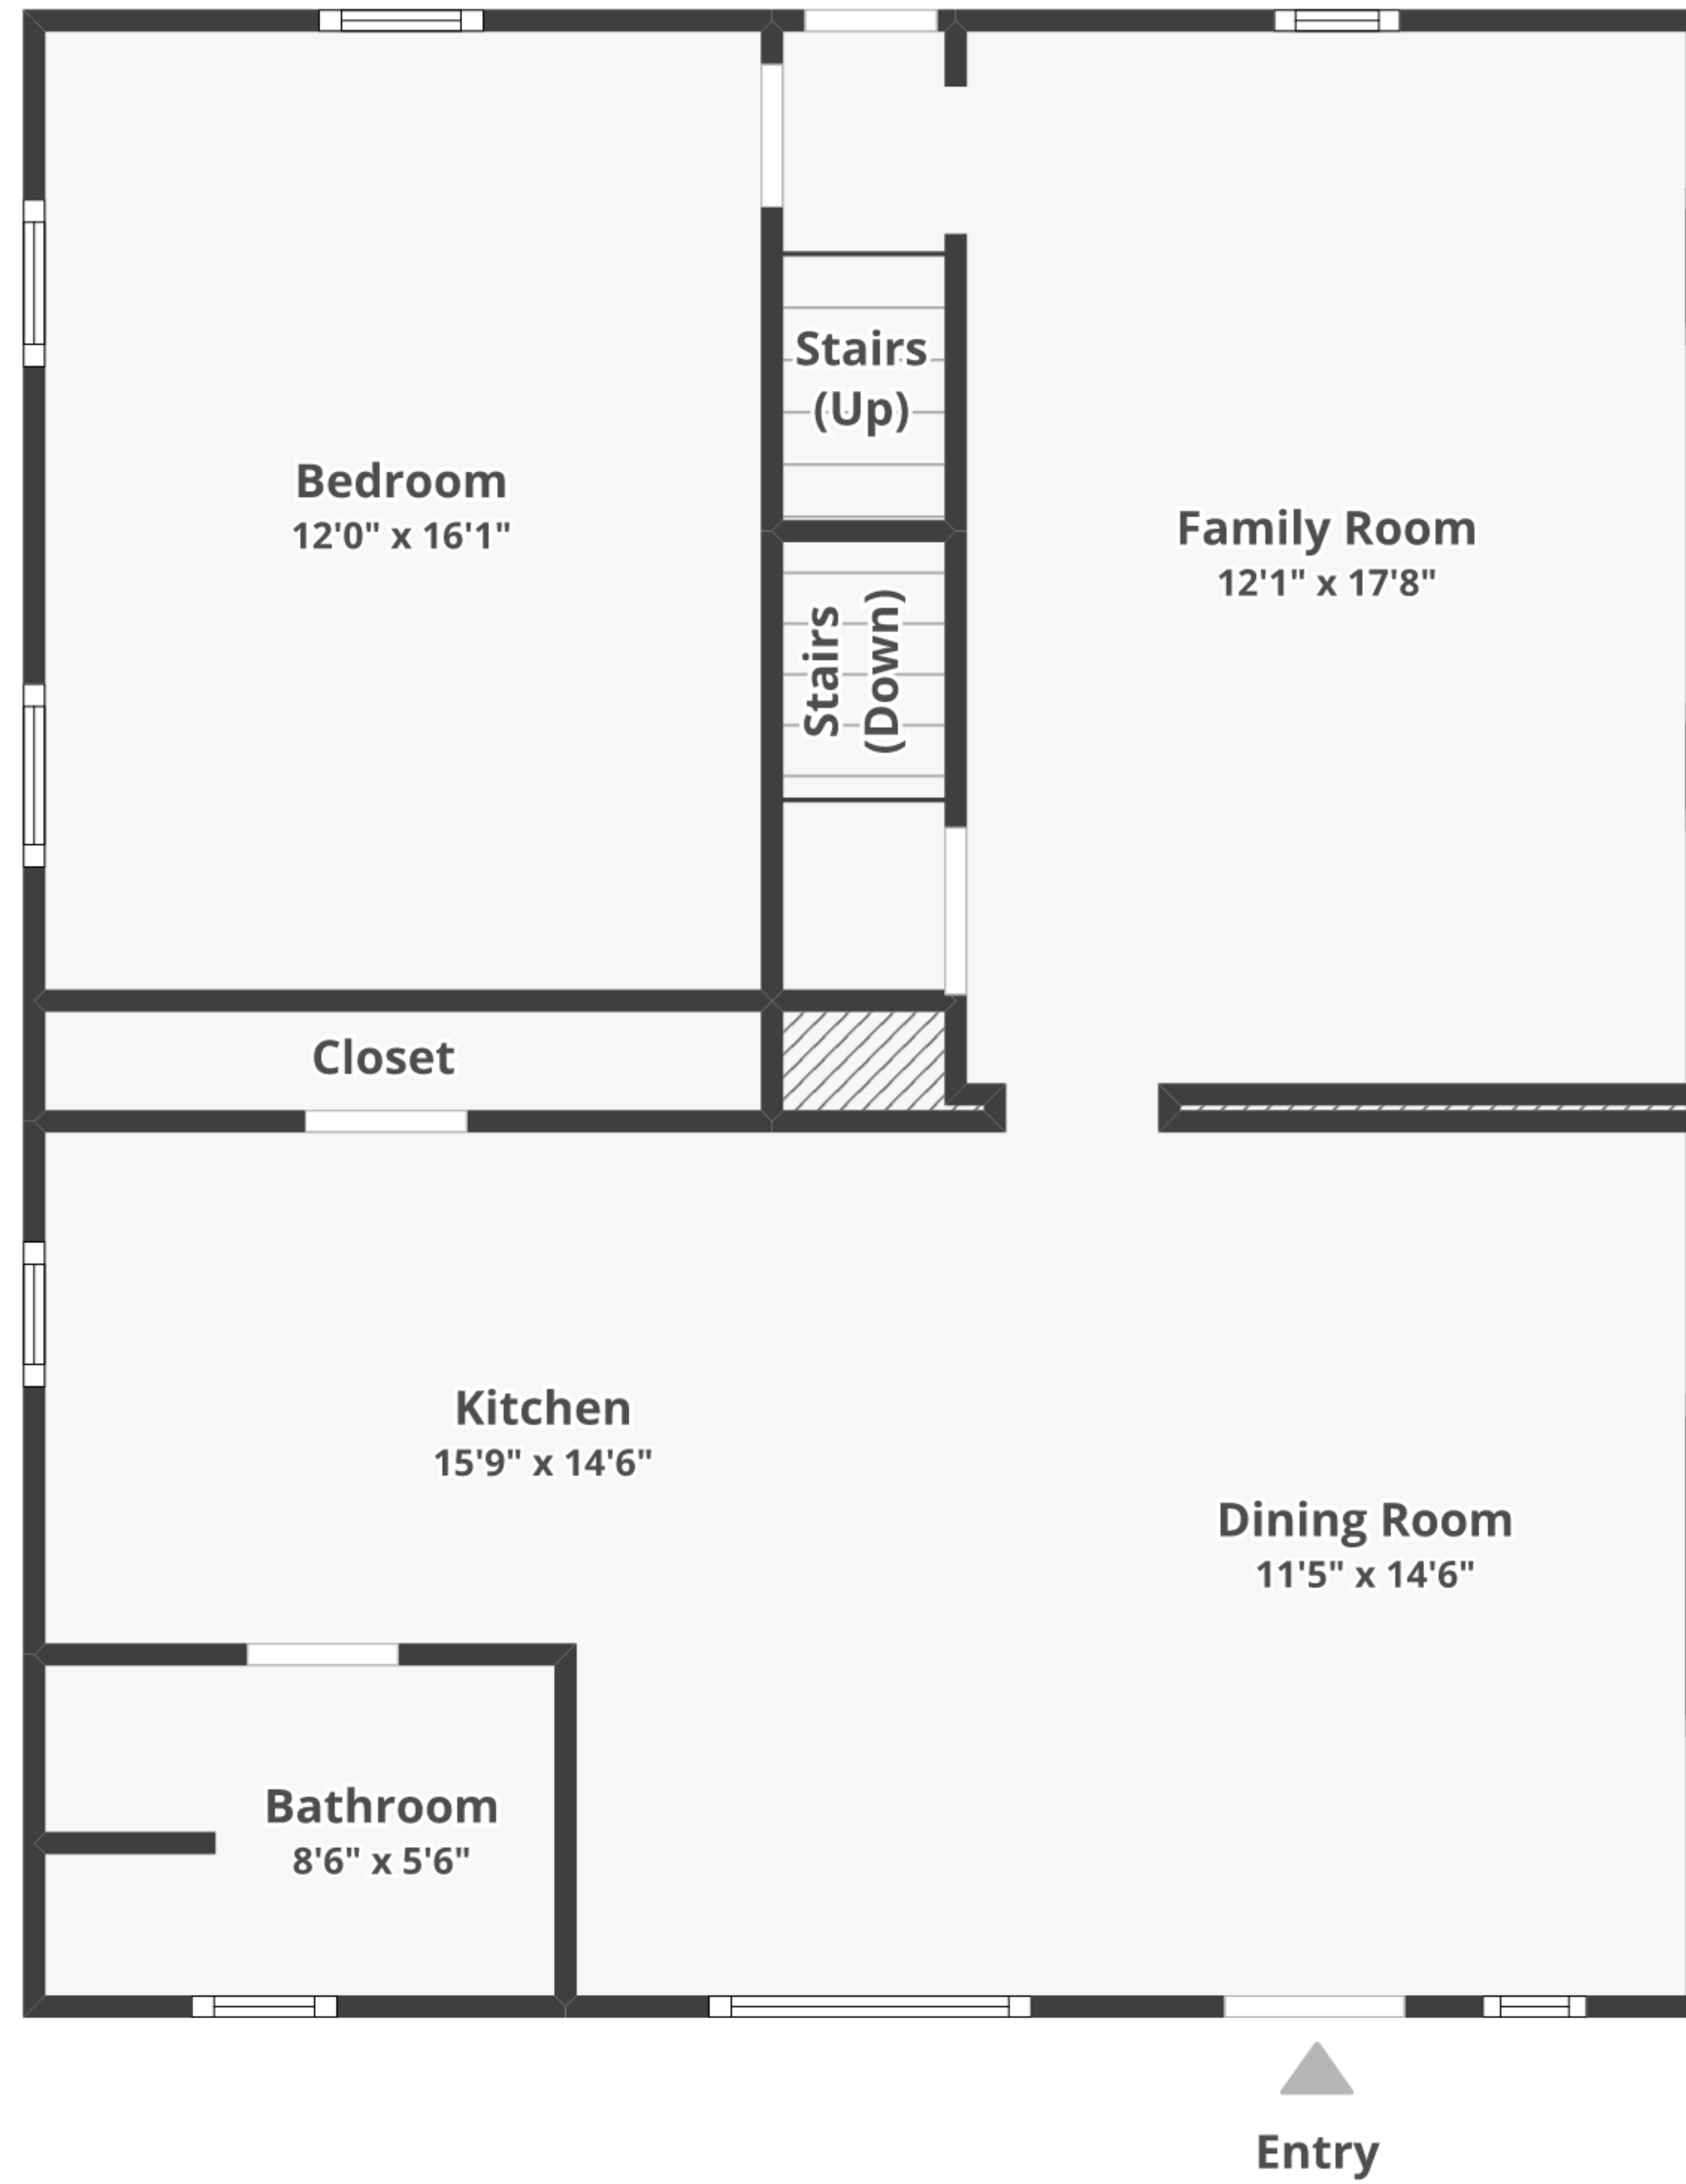 Stairs
(Up)
Bedroom
12'0" x 16'1"
Family Room
12'1" x 17'8"
Stairs
(Down)
Closet
Kitchen
15'9" x 14'6"
Dining Room
11'5" x 14'6"
Bathroom
8'6" x 5'6"
Entry